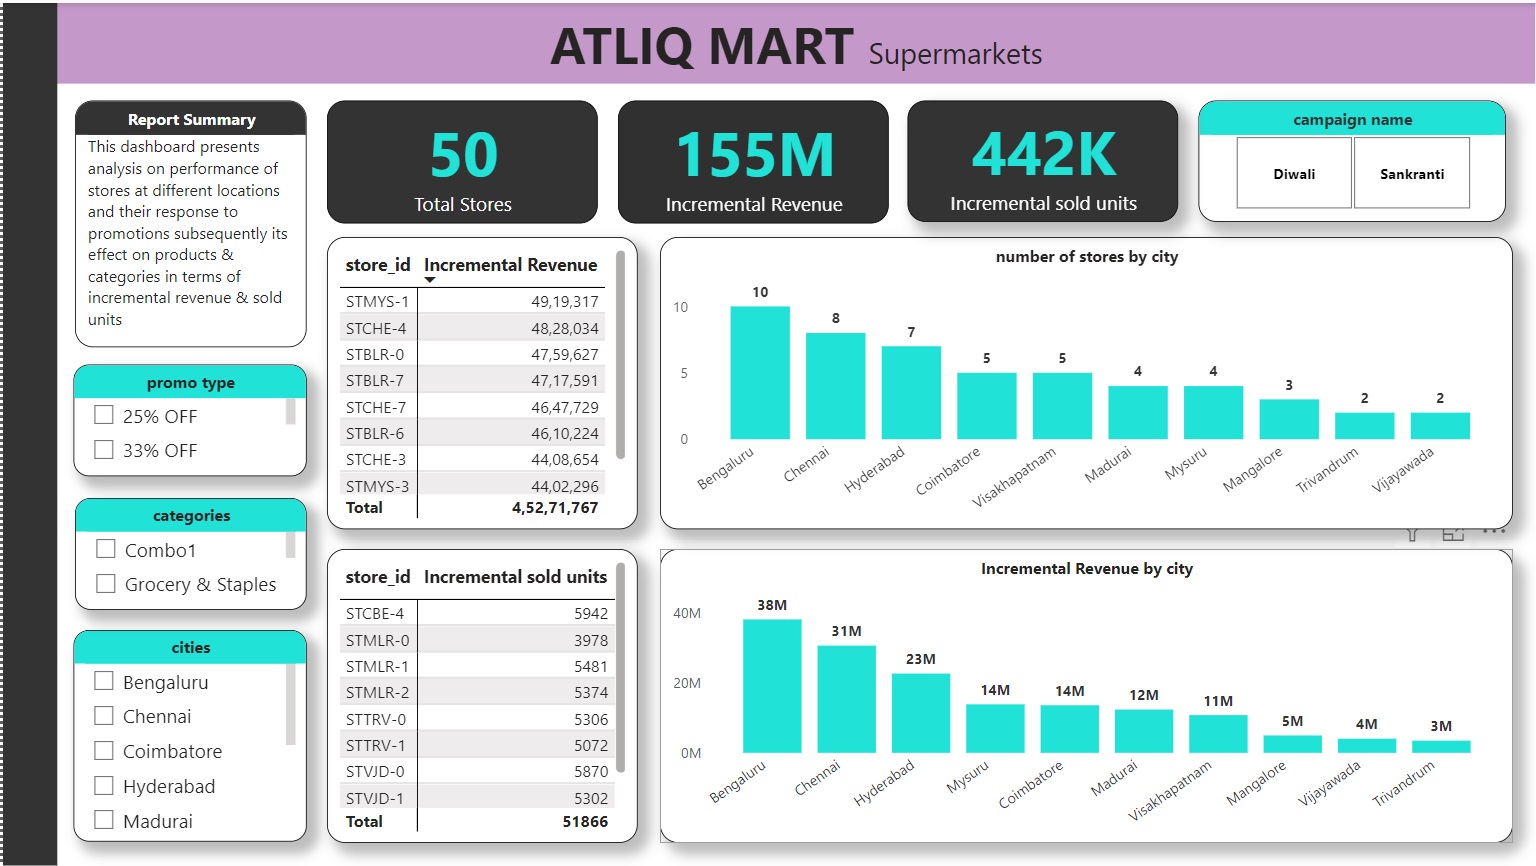 ATLIQ MART Supermarkets
Report Summary
This dashboard presents
analysis on performance of
stores at different locations
and their response to
promotions subsequently its
effect on products &
categories in terms of
incremental revenue & sold
units
50
Total Stores
155M
Incremental Revenue
442K
Incremental sold units
campaign name
Diwali Sankranti
promo type
25% OFF
33% OFF
categories
Combo1
Grocery & Staples
cities
Bengaluru
Chennai
Coimbatore
Hyderabad
Madurai
store_id Incremental Revenue
STMYS-1 49,19,317
STCHE-4 48,28,034
STBLR-0 47,59,627
STBLR-7 47,17,591
STCHE-7 46,47,729
STBLR-6 46,10,224
STCHE-3 44,08,654
STMYS-3 44,02,296
Total 4,52,71,767
number of stores by city
10
5
0
10 8 7 5 5 4 4 3 2 2
Bengaluru Chennai Hyderabad Coimbatore Visakhapatnam Madurai Mysuru Mangalore Trivandrum Vijayawada
store_id Incremental sold units
STCBE-4 5942
STMLR-0 3978
STMLR-1 5481
STMLR-2 5374
STTRV-0 5306
STTRV-1 5072
STVJD-0 5870
STVJD-1 5302
Total 51866
Incremental Revenue by city
40M
20M
0M
38M 31M 23M 14M 14M 12M 11M 5M 4M 3M
Bengaluru Chennai Hyderabad Mysuru Coimbatore Madurai Visakhapatnam Mangalore Vijayawada Trivandrum